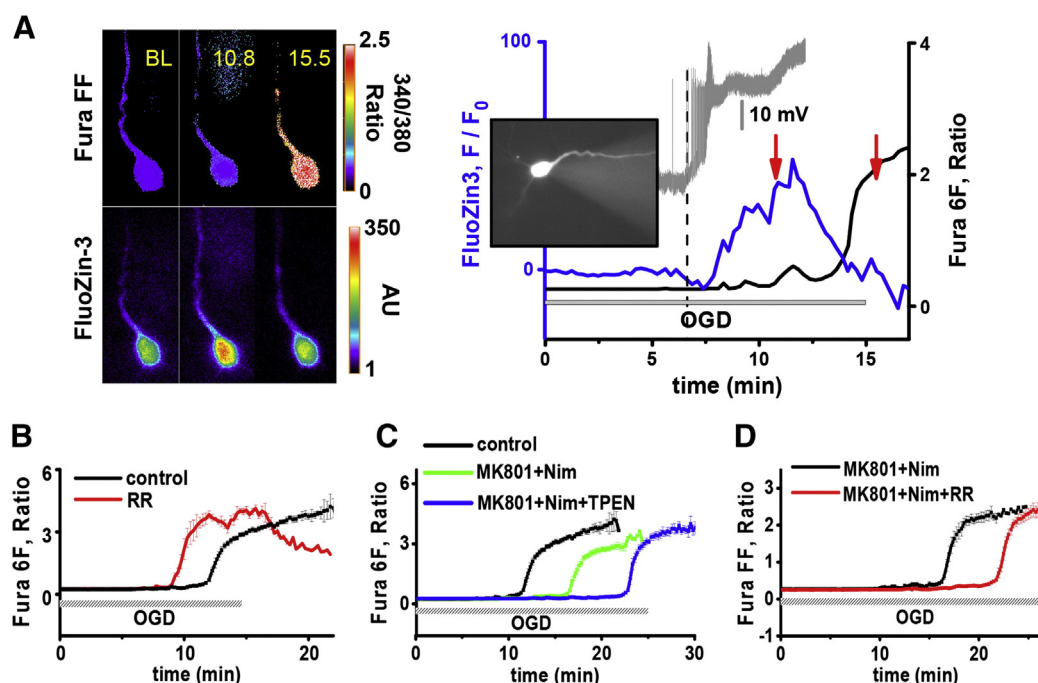 A
BL 10.8 15.5
Fura FF
2.5
0
340/380
Ratio
FluoZin-3
350
1
AU
100
0
FluoZin3, F / F0
10 mV
4
2
0
Fura 6F, Ratio
OGD
0 5 10 15
time (min)
B
control
RR
6
3
0
Fura 6F, Ratio
OGD
0 10 20
time (min)
C
control
MK801+Nim
MK801+Nim+TPEN
6
3
0
Fura 6F, Ratio
OGD
0 10 20 30
time (min)
D
MK801+Nim
MK801+Nim+RR
3
2
1
0
-1
Fura FF, Ratio
OGD
0 10 20
time (min)